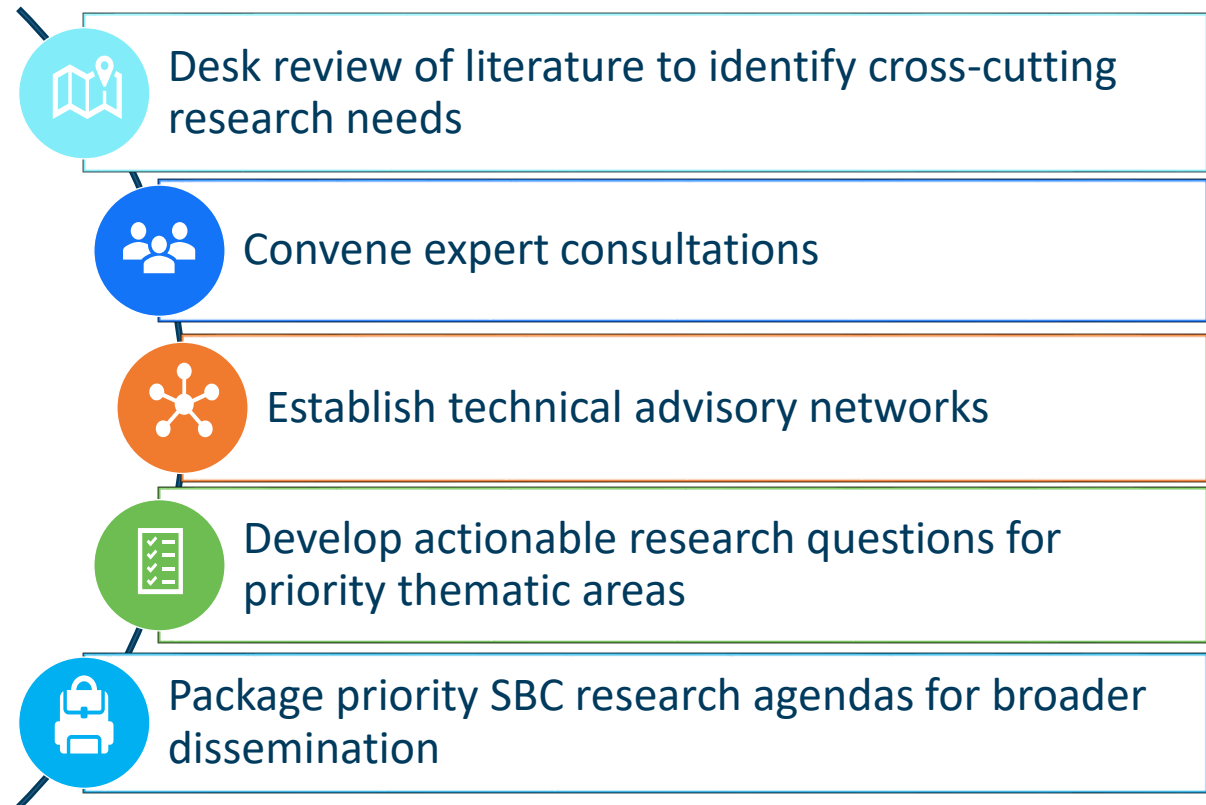 Desk review of literature to identify cross-cutting
research needs
Convene expert consultations
Establish technical advisory networks
Develop actionable research questions for
priority thematic areas
Package priority SBC research agendas for broader
dissemination